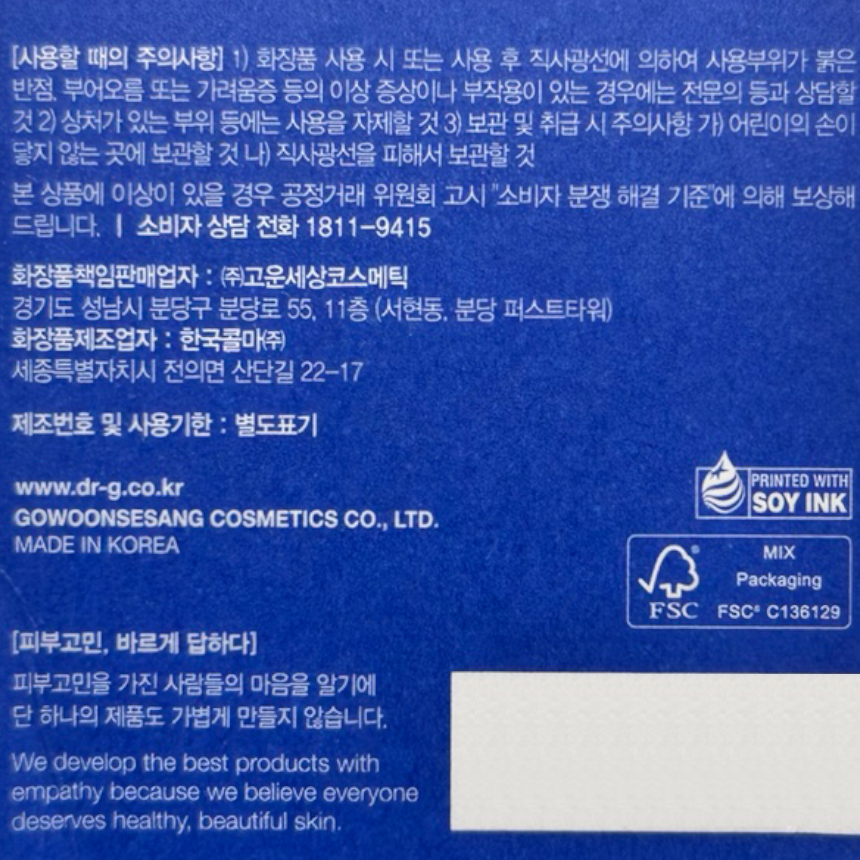 [사용할 때의 주의사항] 1) 화장품 사용 시 또는 사용 후 직사광선에 의하여 사용부위가 붉은
반점, 부어오름 또는 가려움증 등의 이상 증상이나 부작용이 있는 경우에는 전문의 등과 상담할
것 2) 상처가 있는 부위 등에는 사용을 자제할 것 3) 보관 및 취급 시 주의사항 가) 어린이의 손이
닿지 않는 곳에 보관할 것 나) 직사광선을 피해서 보관할 것
본 상품에 이상이 있을 경우 공정거래 위원회 고시 "소비자 분쟁 해결 기준"에 의해 보상해
드립니다. | 소비자 상담 전화 1811-9415
화장품책임판매업자 : ㈜고운세상코스메틱
경기도 성남시 분당구 분당로 55, 11층 (서현동, 분당 퍼스트타워)
화장품제조업자 : 한국콜마㈜
세종특별자치시 전의면 산단길 22-17
제조번호 및 사용기한 : 별도표기
www.dr-g.co.kr
GOWOONSESANG COSMETICS CO., LTD.
MADE IN KOREA
PRINTED WITH
SOY INK
MIX
Packaging
FSC FSC® C136129
[피부고민, 바르게 답하다]
피부고민을 가진 사람들의 마음을 알기에
단 하나의 제품도 가볍게 만들지 않습니다.
We develop the best products with
empathy because we believe everyone
deserves healthy, beautiful skin.